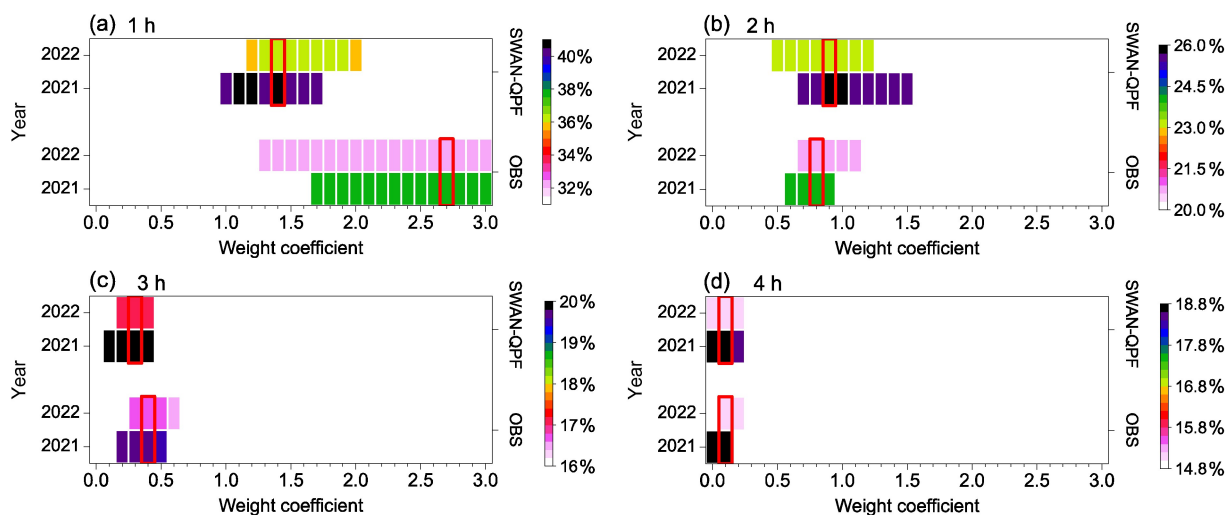 (a) 1 h
2022
2021
2022
2021
Year
0.0 0.5 1.0 1.5 2.0 2.5 3.0
Weight coefficient
SWAN-QPF
OBS
40%
38%
36%
34%
32%
(b) 2 h
2022
2021
2022
2021
Year
0.0 0.5 1.0 1.5 2.0 2.5 3.0
Weight coefficient
SWAN-QPF
OBS
26.0%
24.5%
23.0%
21.5%
20.0%
(c) 3 h
2022
2021
2022
2021
Year
0.0 0.5 1.0 1.5 2.0 2.5 3.0
Weight coefficient
SWAN-QPF
OBS
20%
19%
18%
17%
16%
(d) 4 h
2022
2021
2022
2021
Year
0.0 0.5 1.0 1.5 2.0 2.5 3.0
Weight coefficient
SWAN-QPF
OBS
18.8%
17.8%
16.8%
15.8%
14.8%